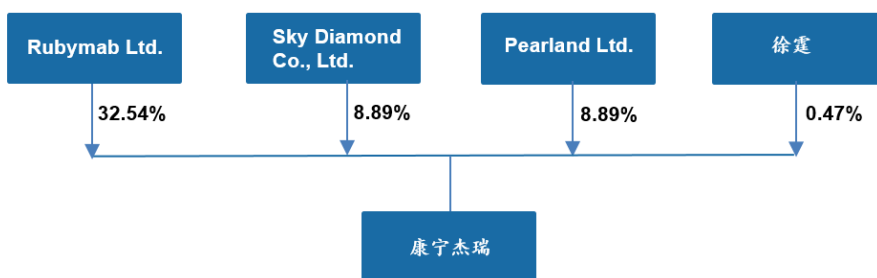 Rubymab Ltd.
Sky Diamond
Co., Ltd.
Pearland Ltd.
徐霆
32.54%
8.89%
8.89%
0.47%
康宁杰瑞